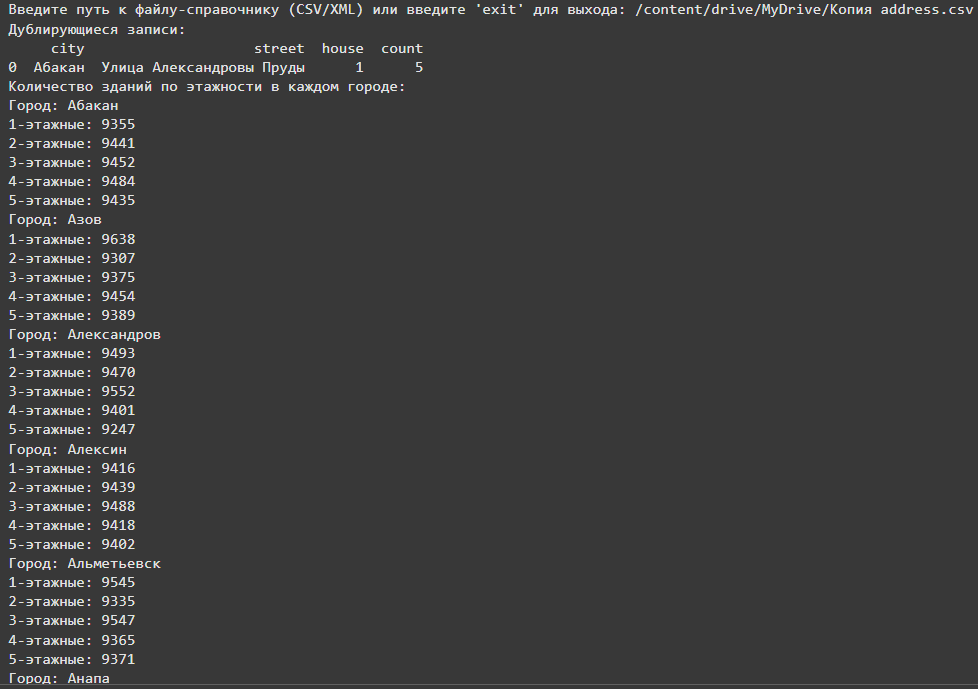 Введите путь к файлу-справочнику (CSV/XML) или введите 'exit' для выхода: /content/drive/MyDrive/Копия address.csv
Дублирующиеся записи:
city street house count
0 Абакан Улица Александровы Пруды 1 5
Количество зданий по этажности в каждом городе:
Город: Абакан
1-этажные: 9355
2-этажные: 9441
3-этажные: 9452
4-этажные: 9484
5-этажные: 9435
Город: Азов
1-этажные: 9638
2-этажные: 9307
3-этажные: 9375
4-этажные: 9454
5-этажные: 9389
Город: Александров
1-этажные: 9493
2-этажные: 9470
3-этажные: 9552
4-этажные: 9401
5-этажные: 9247
Город: Алексин
1-этажные: 9416
2-этажные: 9439
3-этажные: 9488
4-этажные: 9418
5-этажные: 9402
Город: Альметьевск
1-этажные: 9545
2-этажные: 9335
3-этажные: 9547
4-этажные: 9365
5-этажные: 9371
Город: Анапа